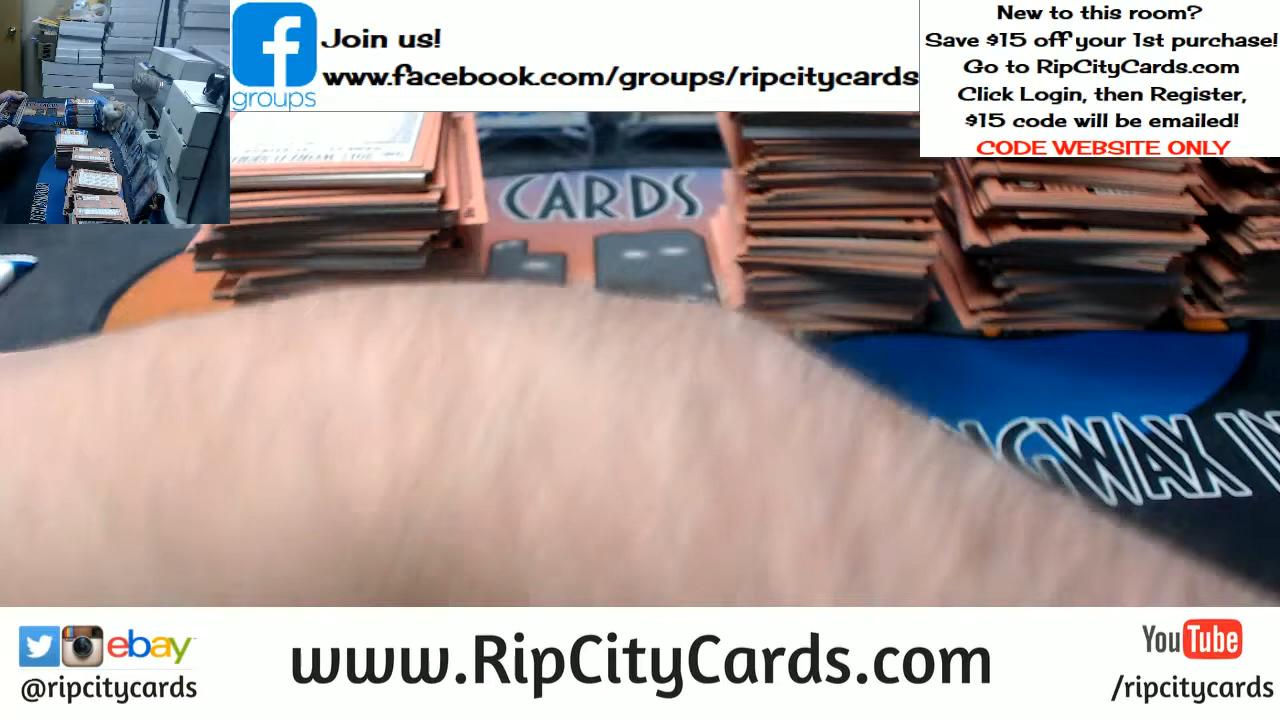 Join us!
www.facebook.com/groups/ripcitycards
groups
New to this room?
Save $15 off your 1st purchase!
Go to RipCityCards.com
Click Login, then Register,
$15 code will be emailed!
CODE WEBSITE ONLY
CARDS
ebay
@ripcitycards
www.RipCityCards.com
YouTube
/ripcitycards